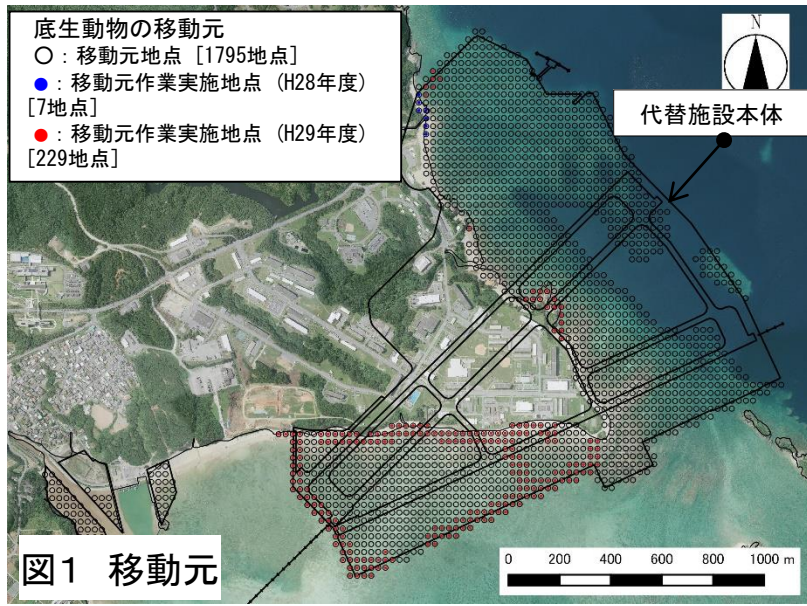 底生動物の移動元
○：移動元地点［1795地点］
●：移動元作業実施地点（H28年度）
［7地点］
●：移動元作業実施地点（H29年度）
［229地点］
N
代替施設本体
図1 移動元
0 200 400 600 800 1000 m